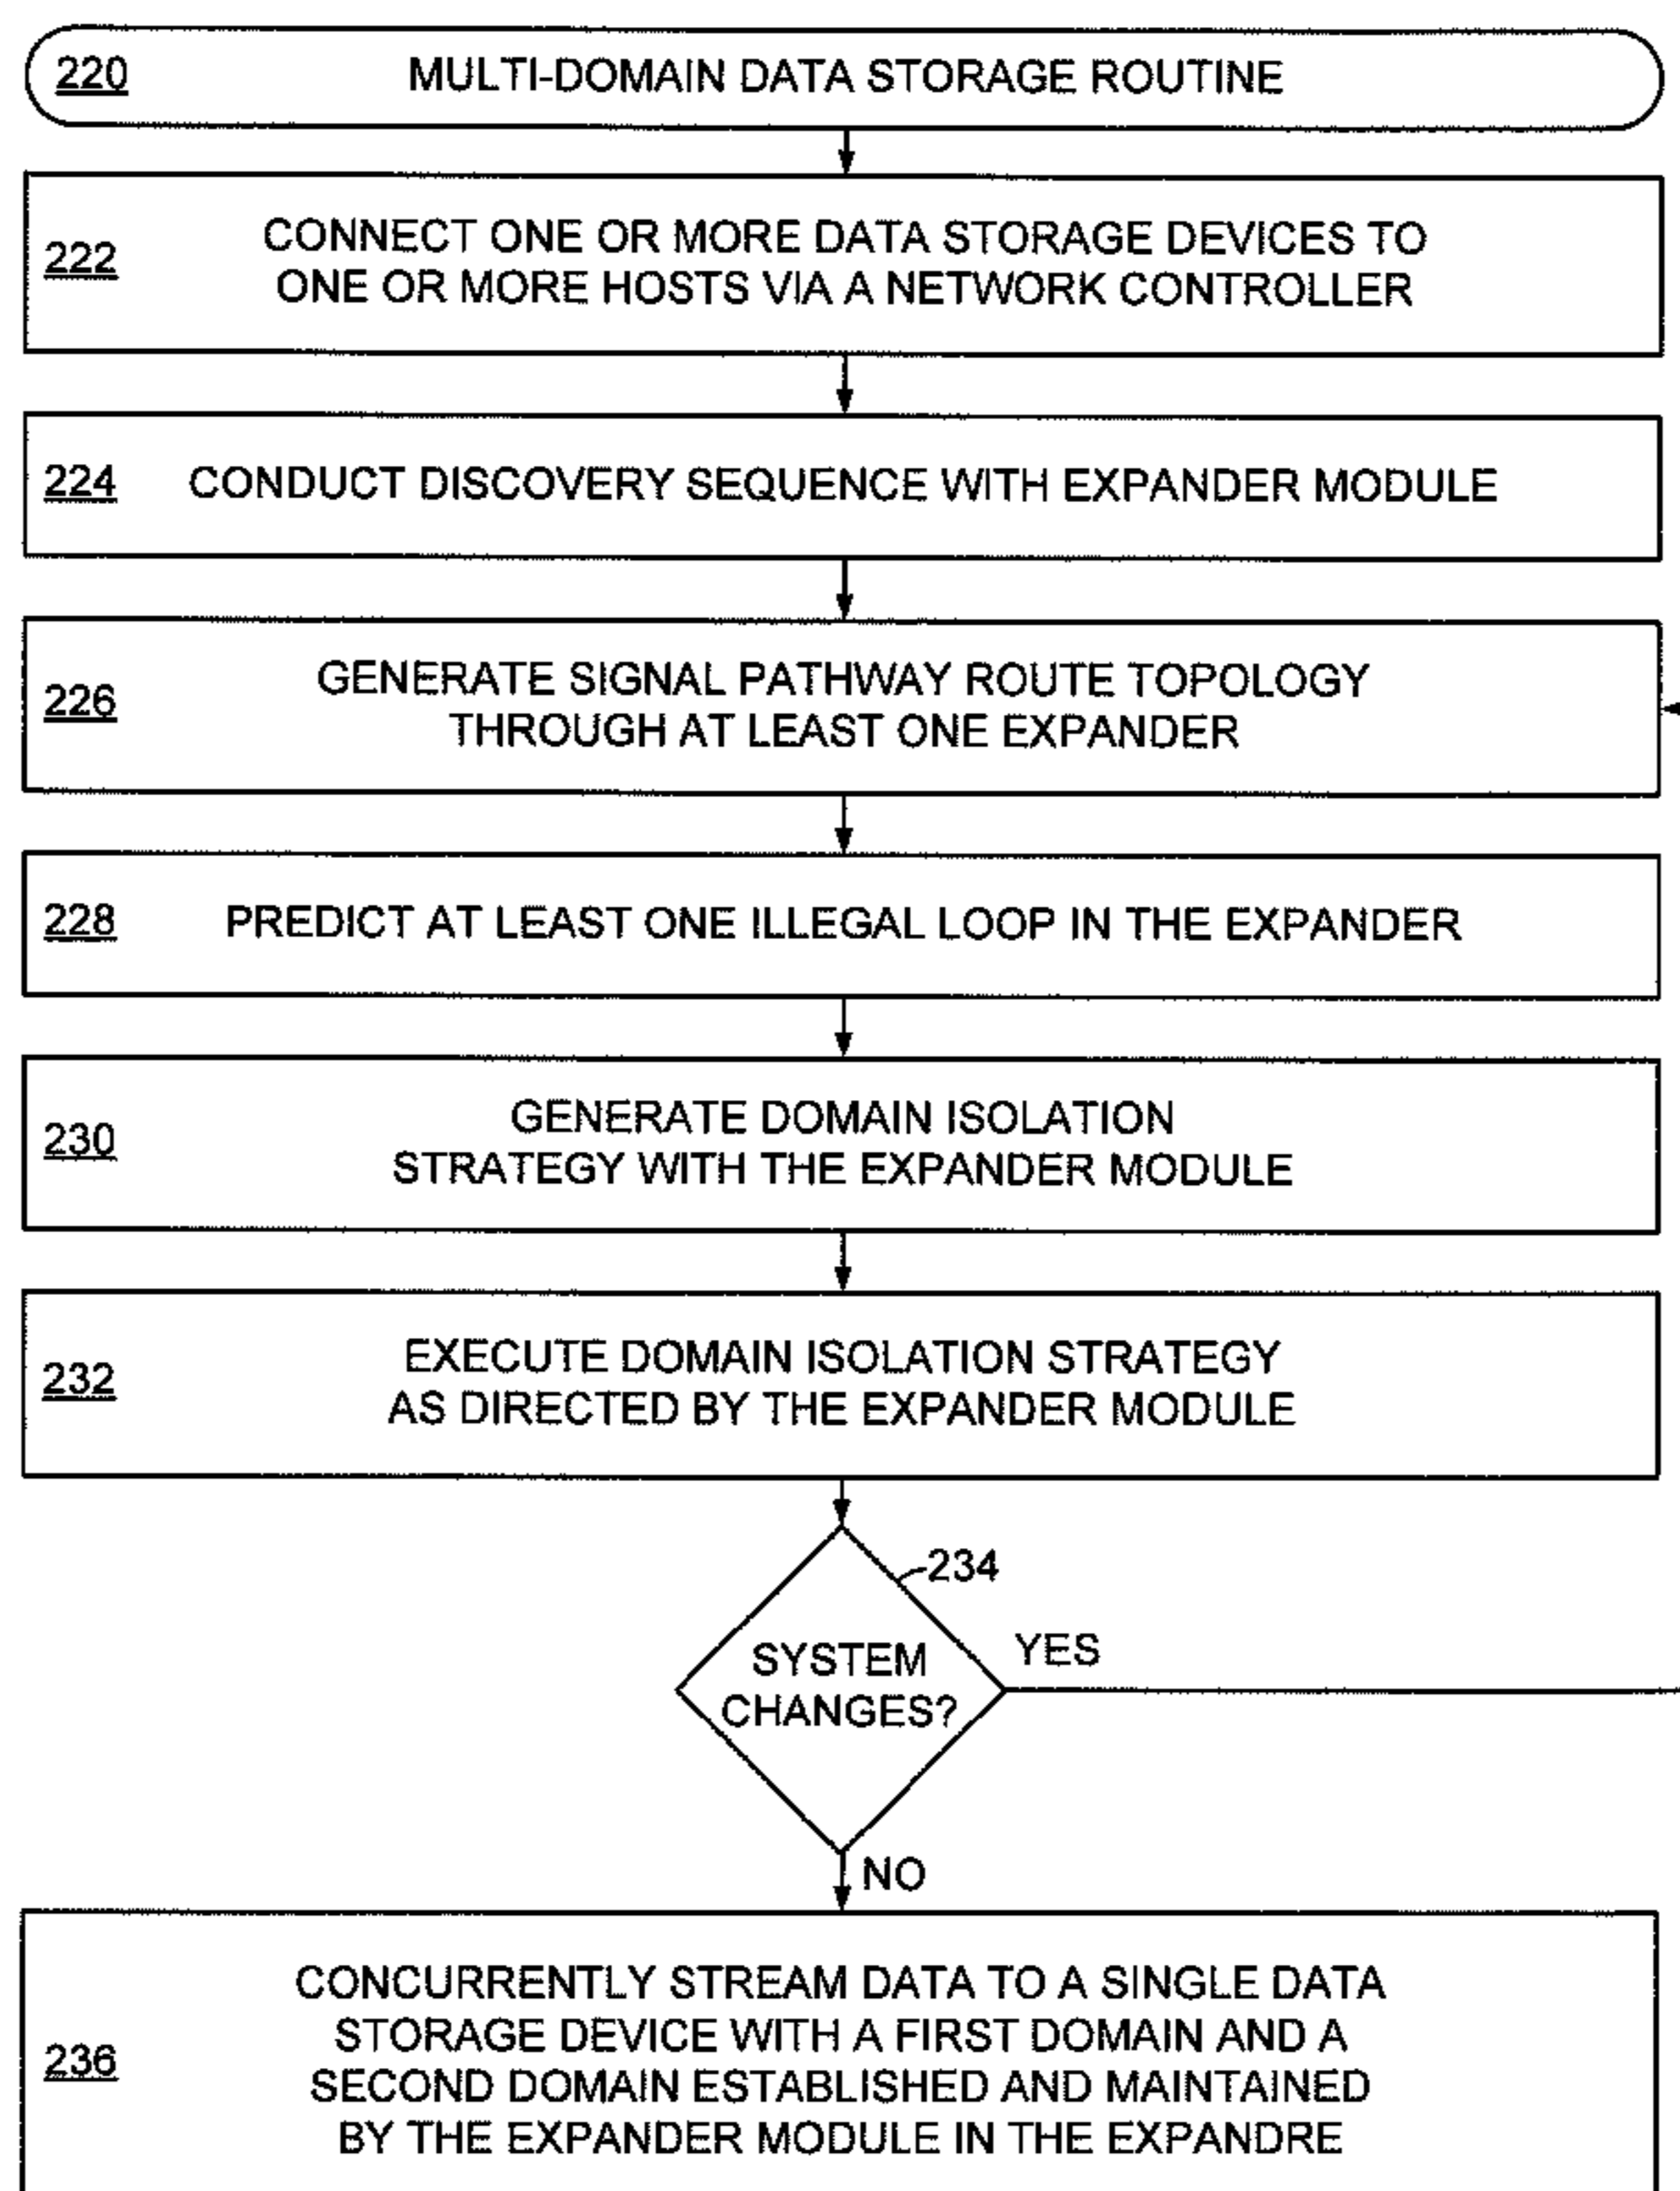 220 MULTI-DOMAIN DATA STORAGE ROUTINE
222
CONNECT ONE OR MORE DATA STORAGE DEVICES TO
ONE OR MORE HOSTS VIA A NETWORK CONTROLLER
224 CONDUCT DISCOVERY SEQUENCE WITH EXPANDER MODULE
226
GENERATE SIGNAL PATHWAY ROUTE TOPOLOGY
THROUGH AT LEAST ONE EXPANDER
228 PREDICT AT LEAST ONE ILLEGAL LOOP IN THE EXPANDER
230
GENERATE DOMAIN ISOLATION
STRATEGY WITH THE EXPANDER MODULE
232
EXECUTE DOMAIN ISOLATION STRATEGY
AS DIRECTED BY THE EXPANDER MODULE
234
SYSTEM
CHANGES?
YES
NO
236
CONCURRENTLY STREAM DATA TO A SINGLE DATA
STORAGE DEVICE WITH A FIRST DOMAIN AND A
SECOND DOMAIN ESTABLISHED AND MAINTAINED
BY THE EXPANDER MODULE IN THE EXPANDRE